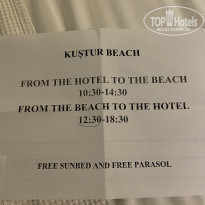 TOP HOTELS
KUŞTUR BEACH
FROM THE HOTEL TO THE BEACH
10:30-14:30
FROM THE BEACH TO THE HOTEL
12:30-18:30
FREE SUNBED AND FREE PARASOL